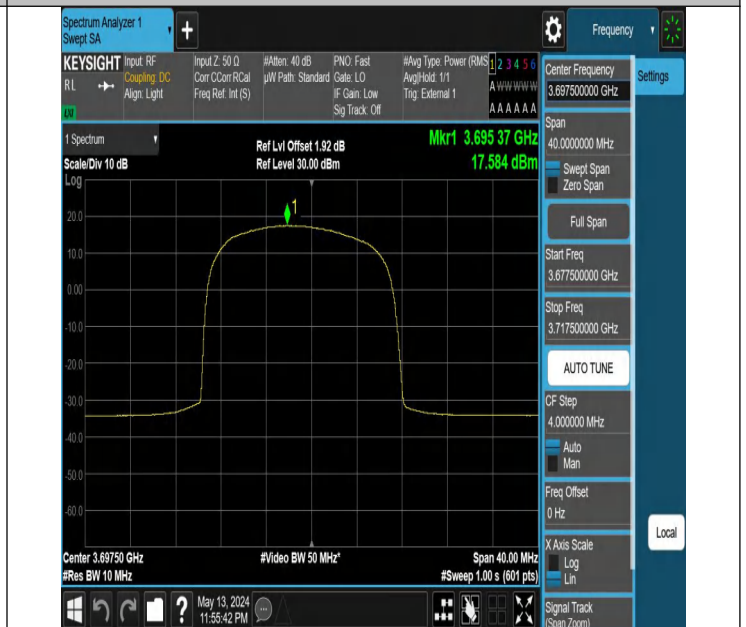 Spectrum Analyzer 1
Swept SA
+
Frequency
KEYSIGHT
RL
Input: RF
Coupling: DC
Align: Light
Input Z: 50 Ω
Corr CCorr RCal
Freq Ref: Int (S)
#Atten: 40 dB
µW Path: Standard
PNO: Fast
Gate: LO
IF Gain: Low
Sig Track: Off
#Avg Type: Power (RMS
Avg|Hold: 1/1
Trig: External 1
1 2 3 4 5 6
A W W W W W
A A A A A A
1 Spectrum
Scale/Div 10 dB
Ref Lvl Offset 1.92 dB
Ref Level 30.00 dBm
Mkr1 3.695 37 GHz
17.584 dBm
Log
1
20.0
10.0
0.00
-10.0
-20.0
-30.0
-40.0
-50.0
-60.0
Center 3.69750 GHz
#Res BW 10 MHz
#Video BW 50 MHz*
Span 40.00 MHz
#Sweep 1.00 s (601 pts)
?
May 13, 2024
11:55:42 PM
Center Frequency
3.697500000 GHz
Settings
Span
40.0000000 MHz
Swept Span
Zero Span
Full Span
Start Freq
3.677500000 GHz
Stop Freq
3.717500000 GHz
AUTO TUNE
CF Step
4.000000 MHz
Auto
Man
Freq Offset
0 Hz
X Axis Scale
Log
Lin
Local
Signal Track
(Span Zoom)